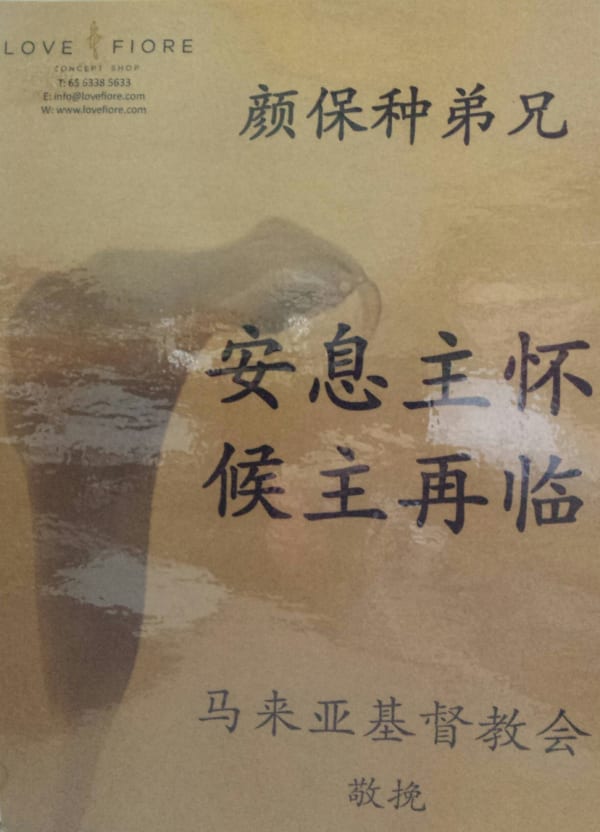 LOVE FIORE
CONCEPT SHOP
T: 65 6338 5633
E: info@lovefiore.com
W: www.lovefiore.com
颜保种弟兄
安息主怀
候主再临
马来亚基督教会
敬挽